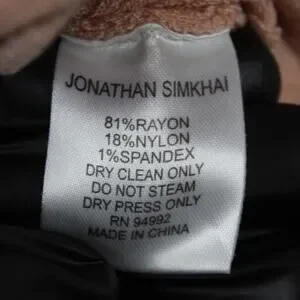 JONATHAN SIMKHAI
81%RAYON
18%NYLON
1%SPANDEX
DRY CLEAN ONLY
DO NOT STEAM
DRY PRESS ONLY
RN 94992
MADE IN CHINA